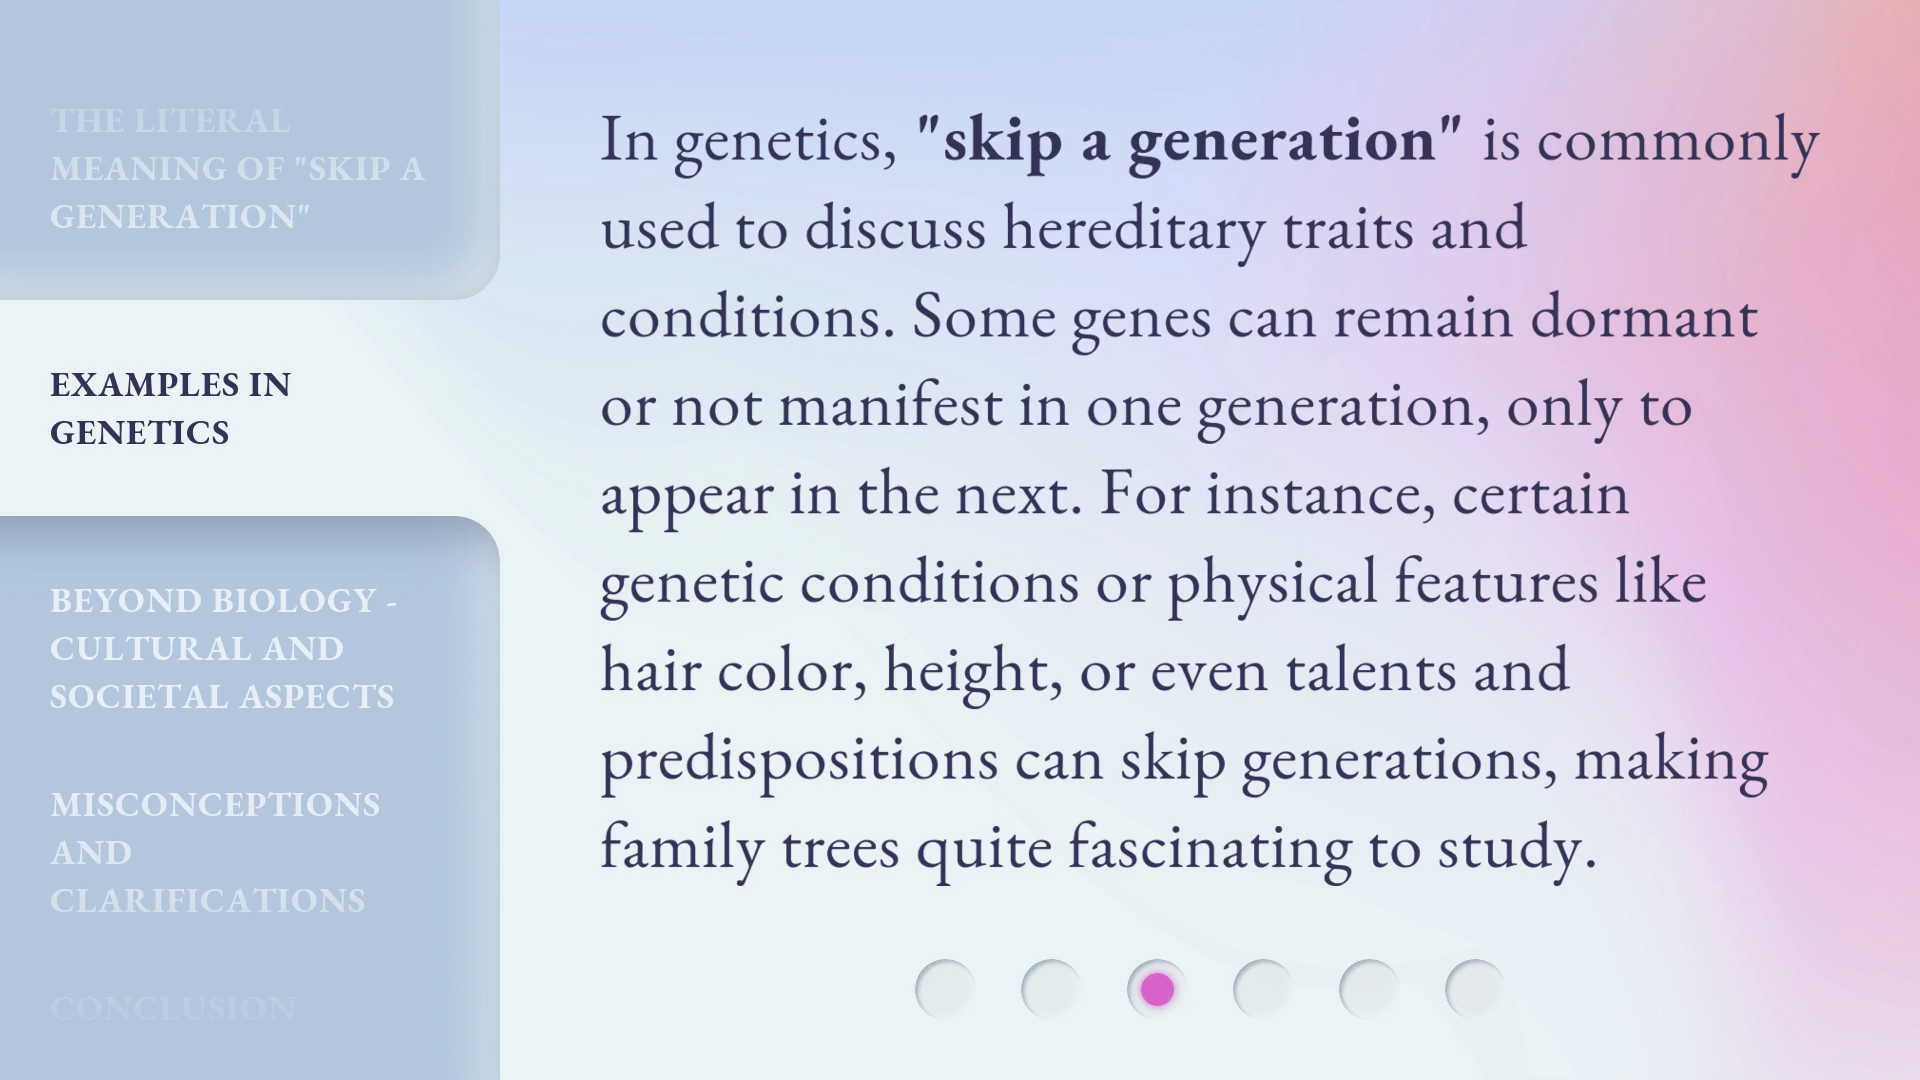 THE LITERAL
MEANING OF "SKIP A
GENERATION"
EXAMPLES IN
GENETICS
BEYOND BIOLOGY -
CULTURAL AND
SOCIETAL ASPECTS
MISCONCEPTIONS
AND
CLARIFICATIONS
CONCLUSION
In genetics, "skip a generation" is commonly
used to discuss hereditary traits and
conditions. Some genes can remain dormant
or not manifest in one generation, only to
appear in the next. For instance, certain
genetic conditions or physical features like
hair color, height, or even talents and
predispositions can skip generations, making
family trees quite fascinating to study.